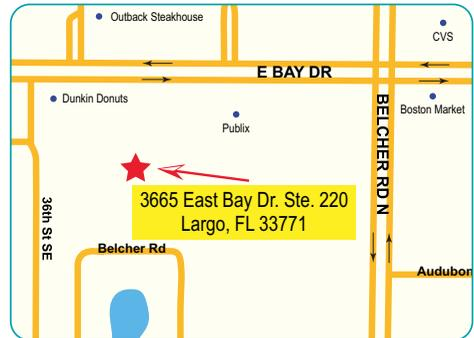 Outback Steakhouse
CVS
E BAY DR
Dunkin Donuts
Boston Market
Publix
BELCHER RD N
3665 East Bay Dr. Ste. 220
Largo, FL 33771
36th St SE
Belcher Rd
Audubon